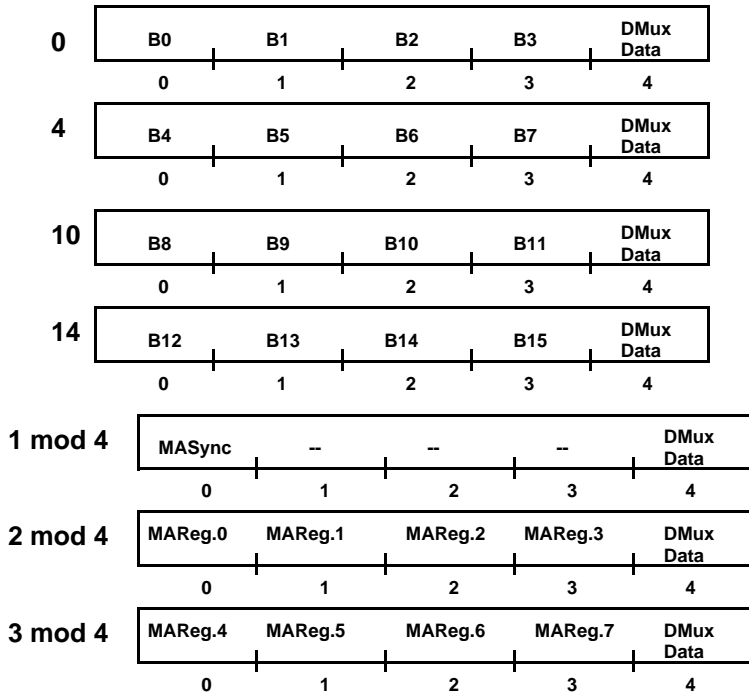 0 B0 B1 B2 B3 DMux Data
0 1 2 3 4
4 B4 B5 B6 B7 DMux Data
0 1 2 3 4
10 B8 B9 B10 B11 DMux Data
0 1 2 3 4
14 B12 B13 B14 B15 DMux Data
0 1 2 3 4
1 mod 4 MASync -- -- -- DMux Data
0 1 2 3 4
2 mod 4 MAReg.0 MAReg.1 MAReg.2 MAReg.3 DMux Data
0 1 2 3 4
3 mod 4 MAReg.4 MAReg.5 MAReg.6 MAReg.7 DMux Data
0 1 2 3 4